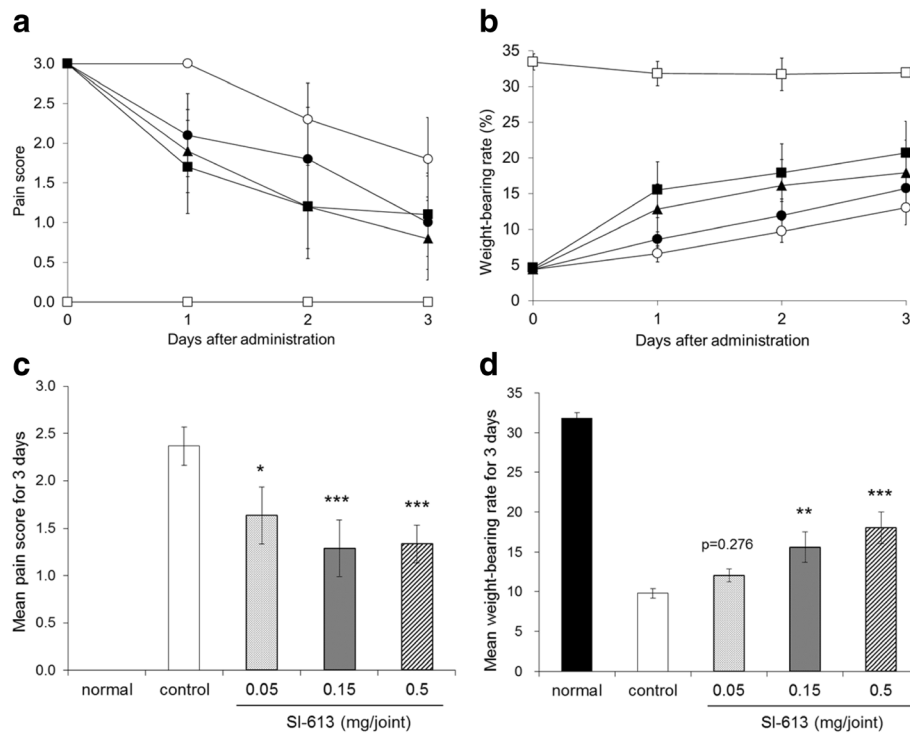 a
3.0
2.5
2.0
1.5
1.0
0.5
0.0
Pain score
0 1 2 3
Days after administration
b
35
30
25
20
15
10
5
0
Weight-bearing rate (%)
0 1 2 3
Days after administration
c
3.0
2.5
2.0
1.5
1.0
0.5
0.0
Mean pain score for 3 days
* *** ***
normal control 0.05 0.15 0.5
SI-613 (mg/joint)
d
35
30
25
20
15
10
5
0
Mean weight-bearing rate for 3 days
p=0.276 ** ***
normal control 0.05 0.15 0.5
SI-613 (mg/joint)